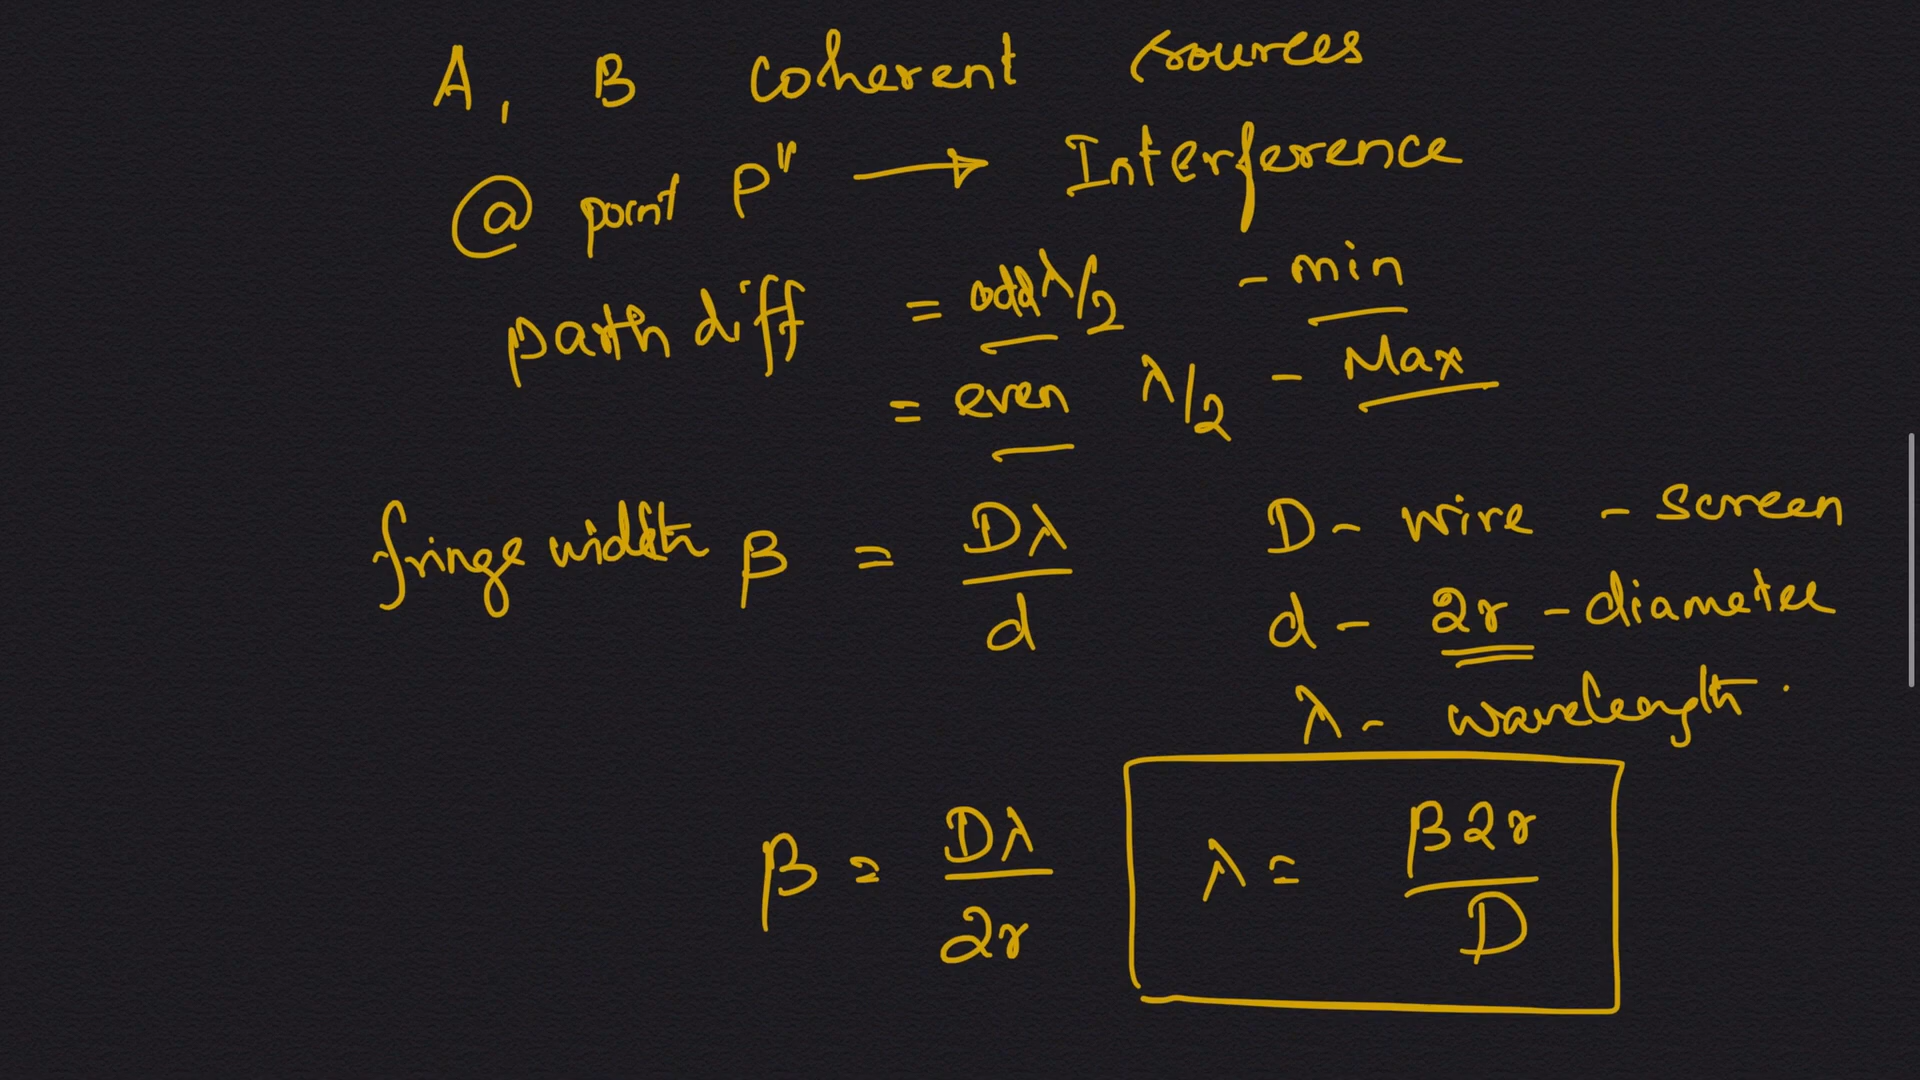 A, B coherent sources
@ point P" → Interference
path diff = odd λ/2 - min
= even λ/2 - Max
fringe width β = Dλ/d
D - wire - screen
d - 2r - diameter
λ - wavelength.
β = Dλ/2r
λ = β2r/D